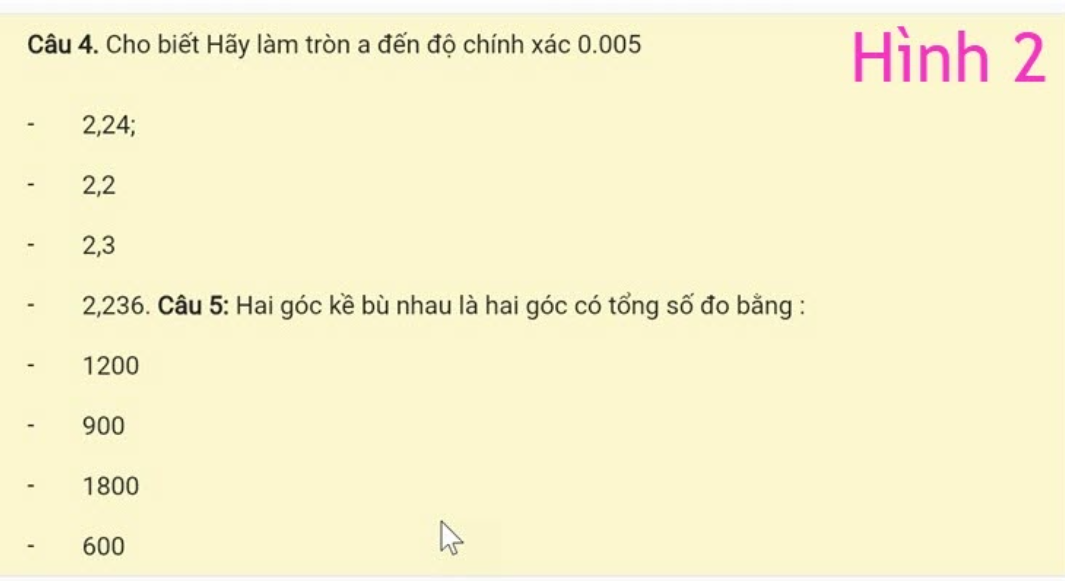 Câu 4. Cho biết Hãy làm tròn a đến độ chính xác 0.005
Hình 2
- 2,24;
- 2,2
- 2,3
- 2,236. Câu 5: Hai góc kề bù nhau là hai góc có tổng số đo bằng :
- 1200
- 900
- 1800
- 600